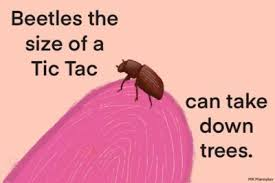 Beetles the
size of a
Tic Tac
can take
down
trees.